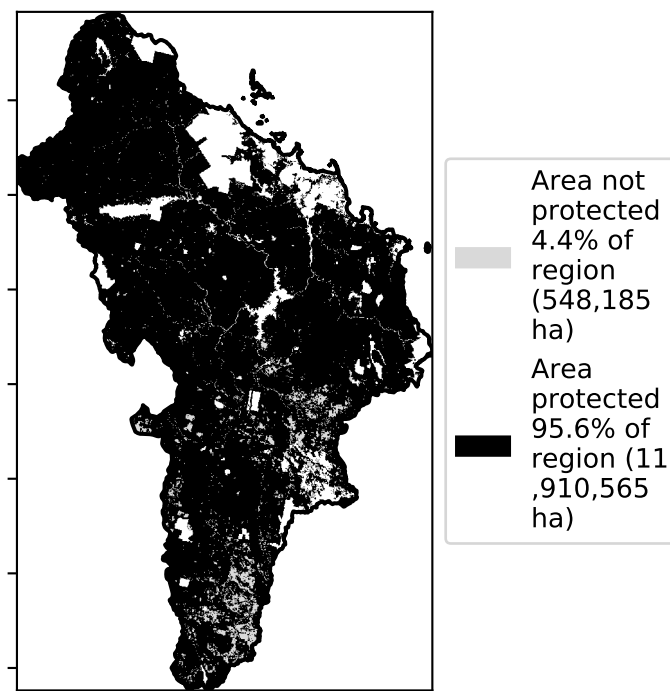 Area not
protected
4.4% of
region
(548,185
ha)
Area
protected
95.6% of
region (11
,910,565
ha)